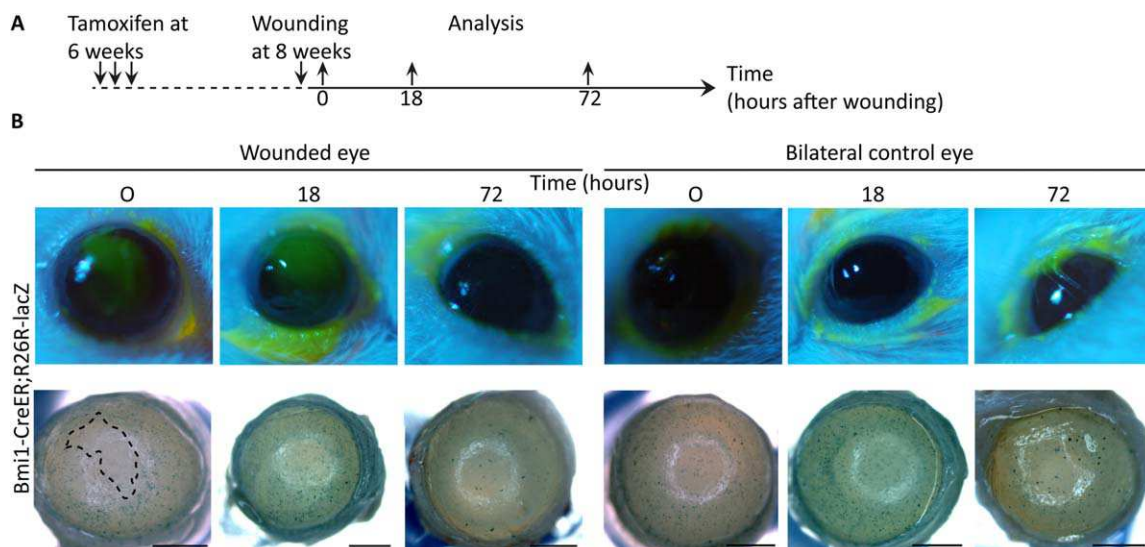 A
Tamoxifen at
6 weeks
Wounding
at 8 weeks
Analysis
0
18
72
Time
(hours after wounding)
B
Wounded eye
Bilateral control eye
Time (hours)
O
18
72
O
18
72
Bmi1-CreER;R26R-lacZ